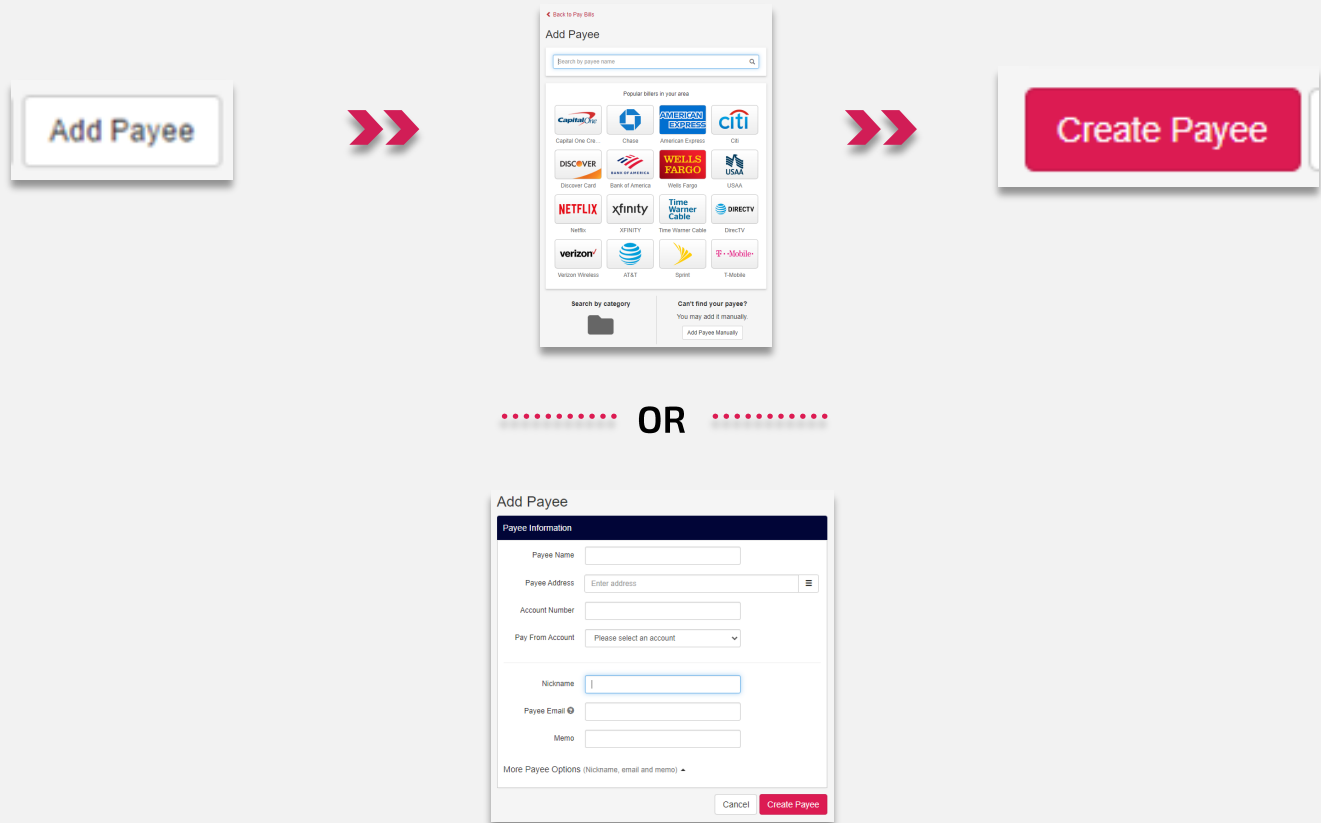 Back to Pay Bills
Add Payee
Search by payee name
Add Payee
Create Payee
Popular billers in your area
Capital One
CHASE
AMERICAN EXPRESS
citi
Capital One Cre...
Chase
American Express
Citi
DISCOVER
BANK OF AMERICA
WELLS FARGO
USAA
Discover Card
Bank of America
Wells Fargo
USAA
NETFLIX
xfinity
Time Warner Cable
DIRECTV
Netflix
XFINITY
Time Warner Cable
DirecTV
verizon
T··Mobile·
Verizon Wireless
AT&T
Sprint
T-Mobile
Search by category
Can't find your payee?
You may add it manually.
Add Payee Manually
OR
Add Payee
Payee Information
Payee Name
Payee Address
Enter address
Account Number
Pay From Account
Please select an account
Nickname
Payee Email
Memo
More Payee Options (Nickname, email and memo)
Cancel
Create Payee